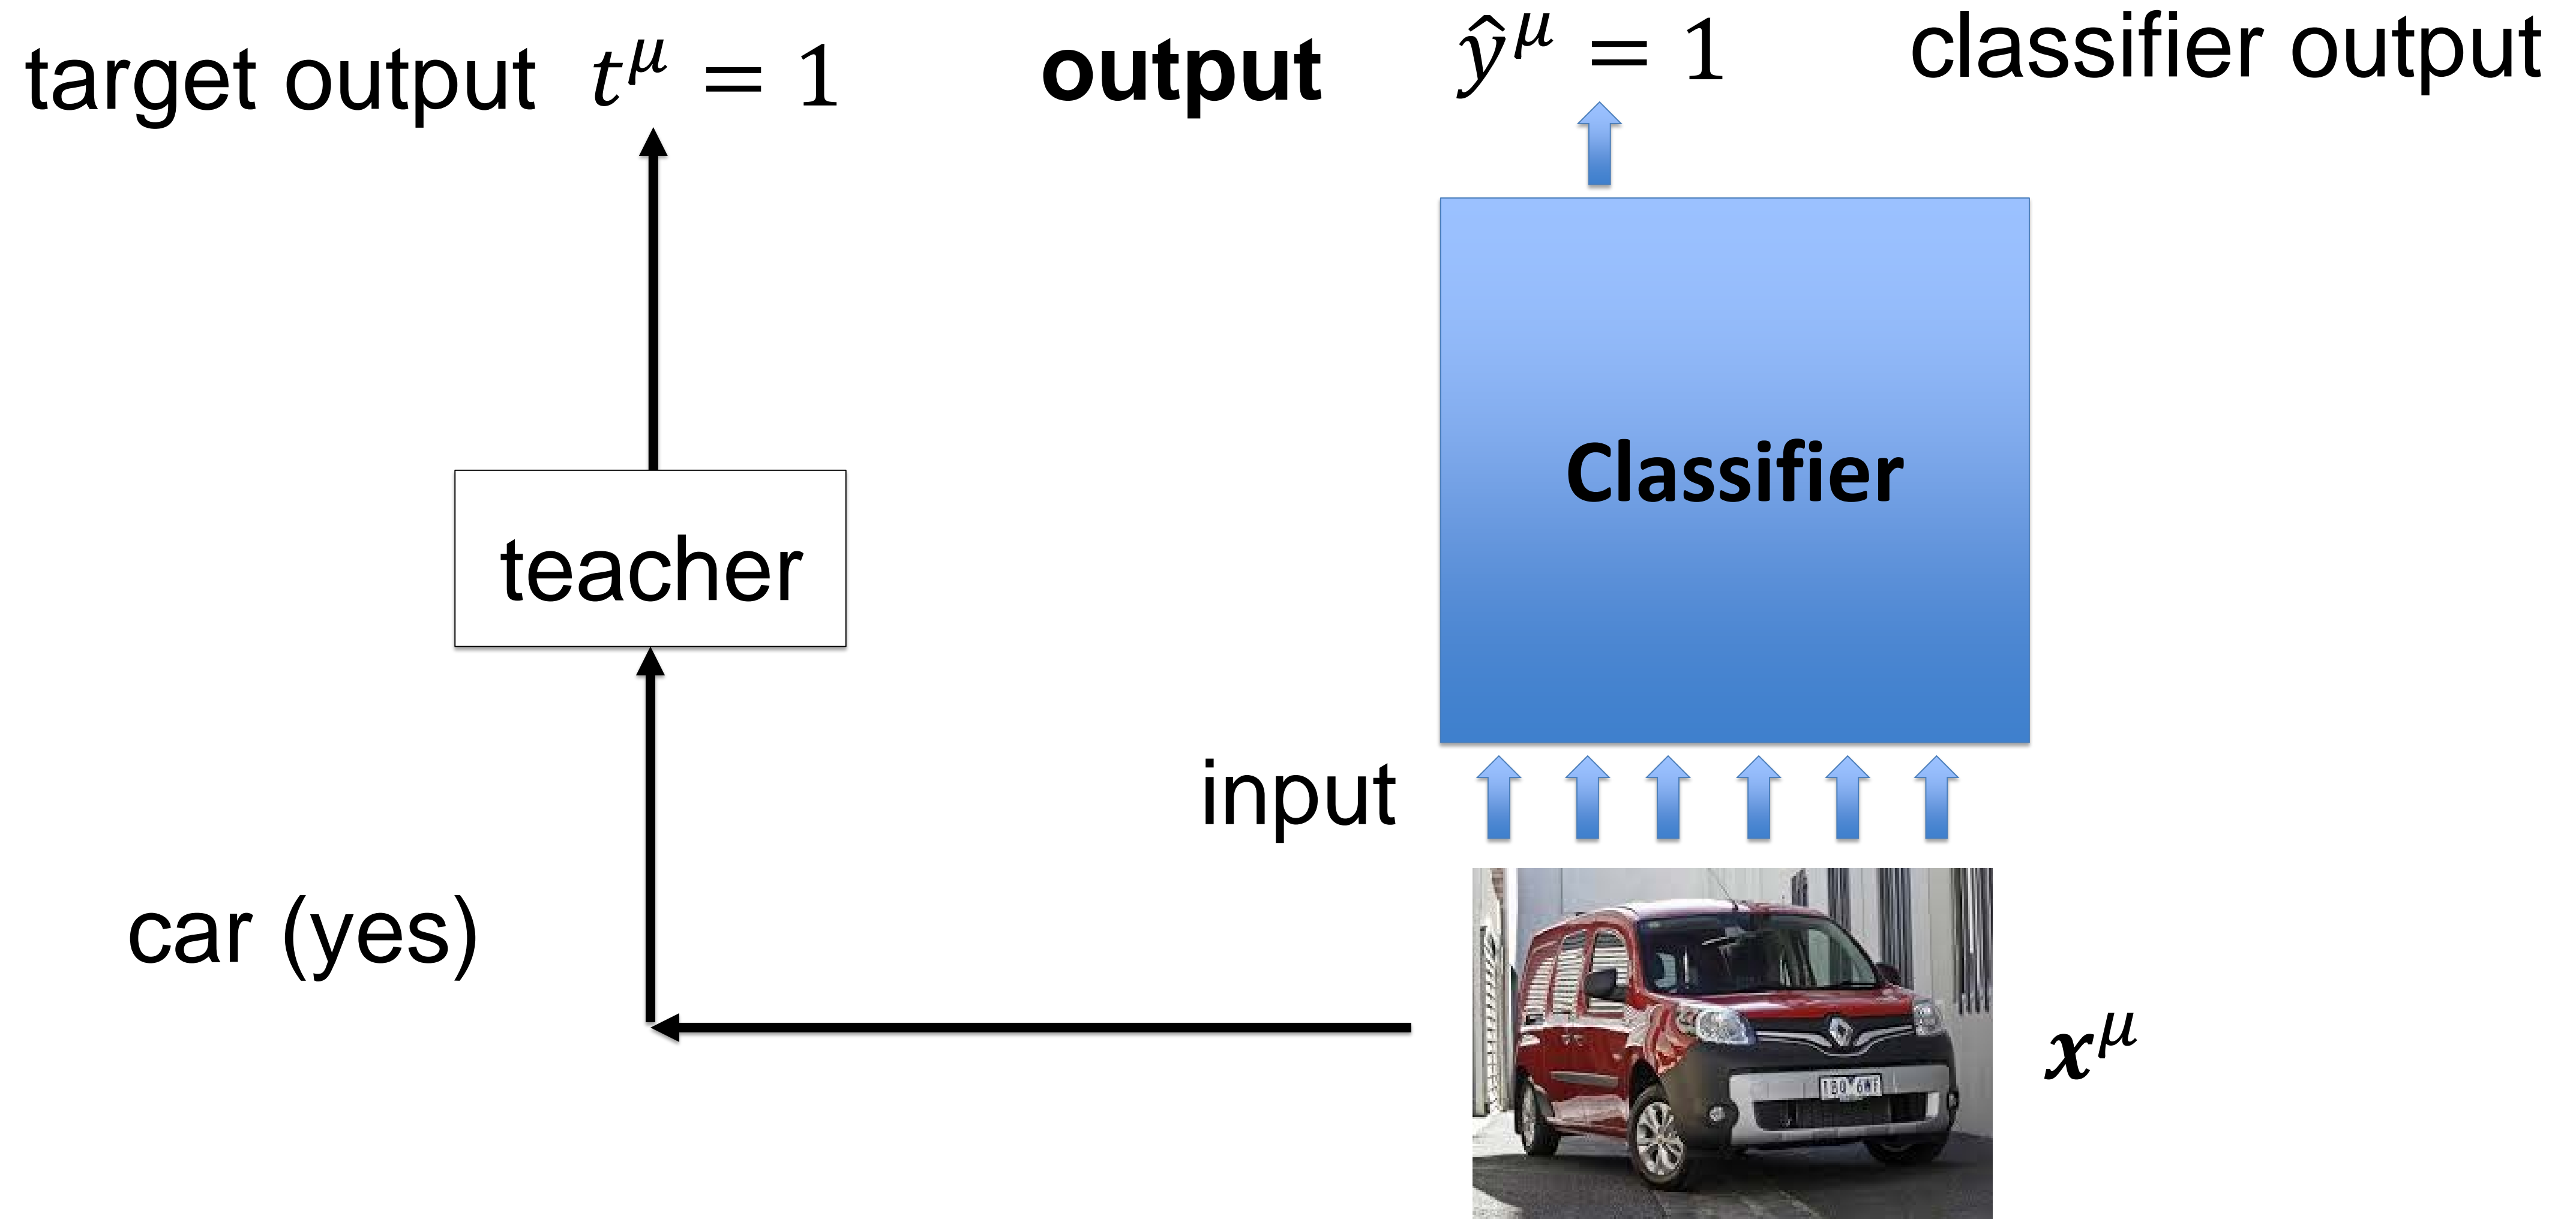 target output t^μ = 1
output
ŷ^μ = 1
classifier output
Classifier
teacher
input
car (yes)
x^μ